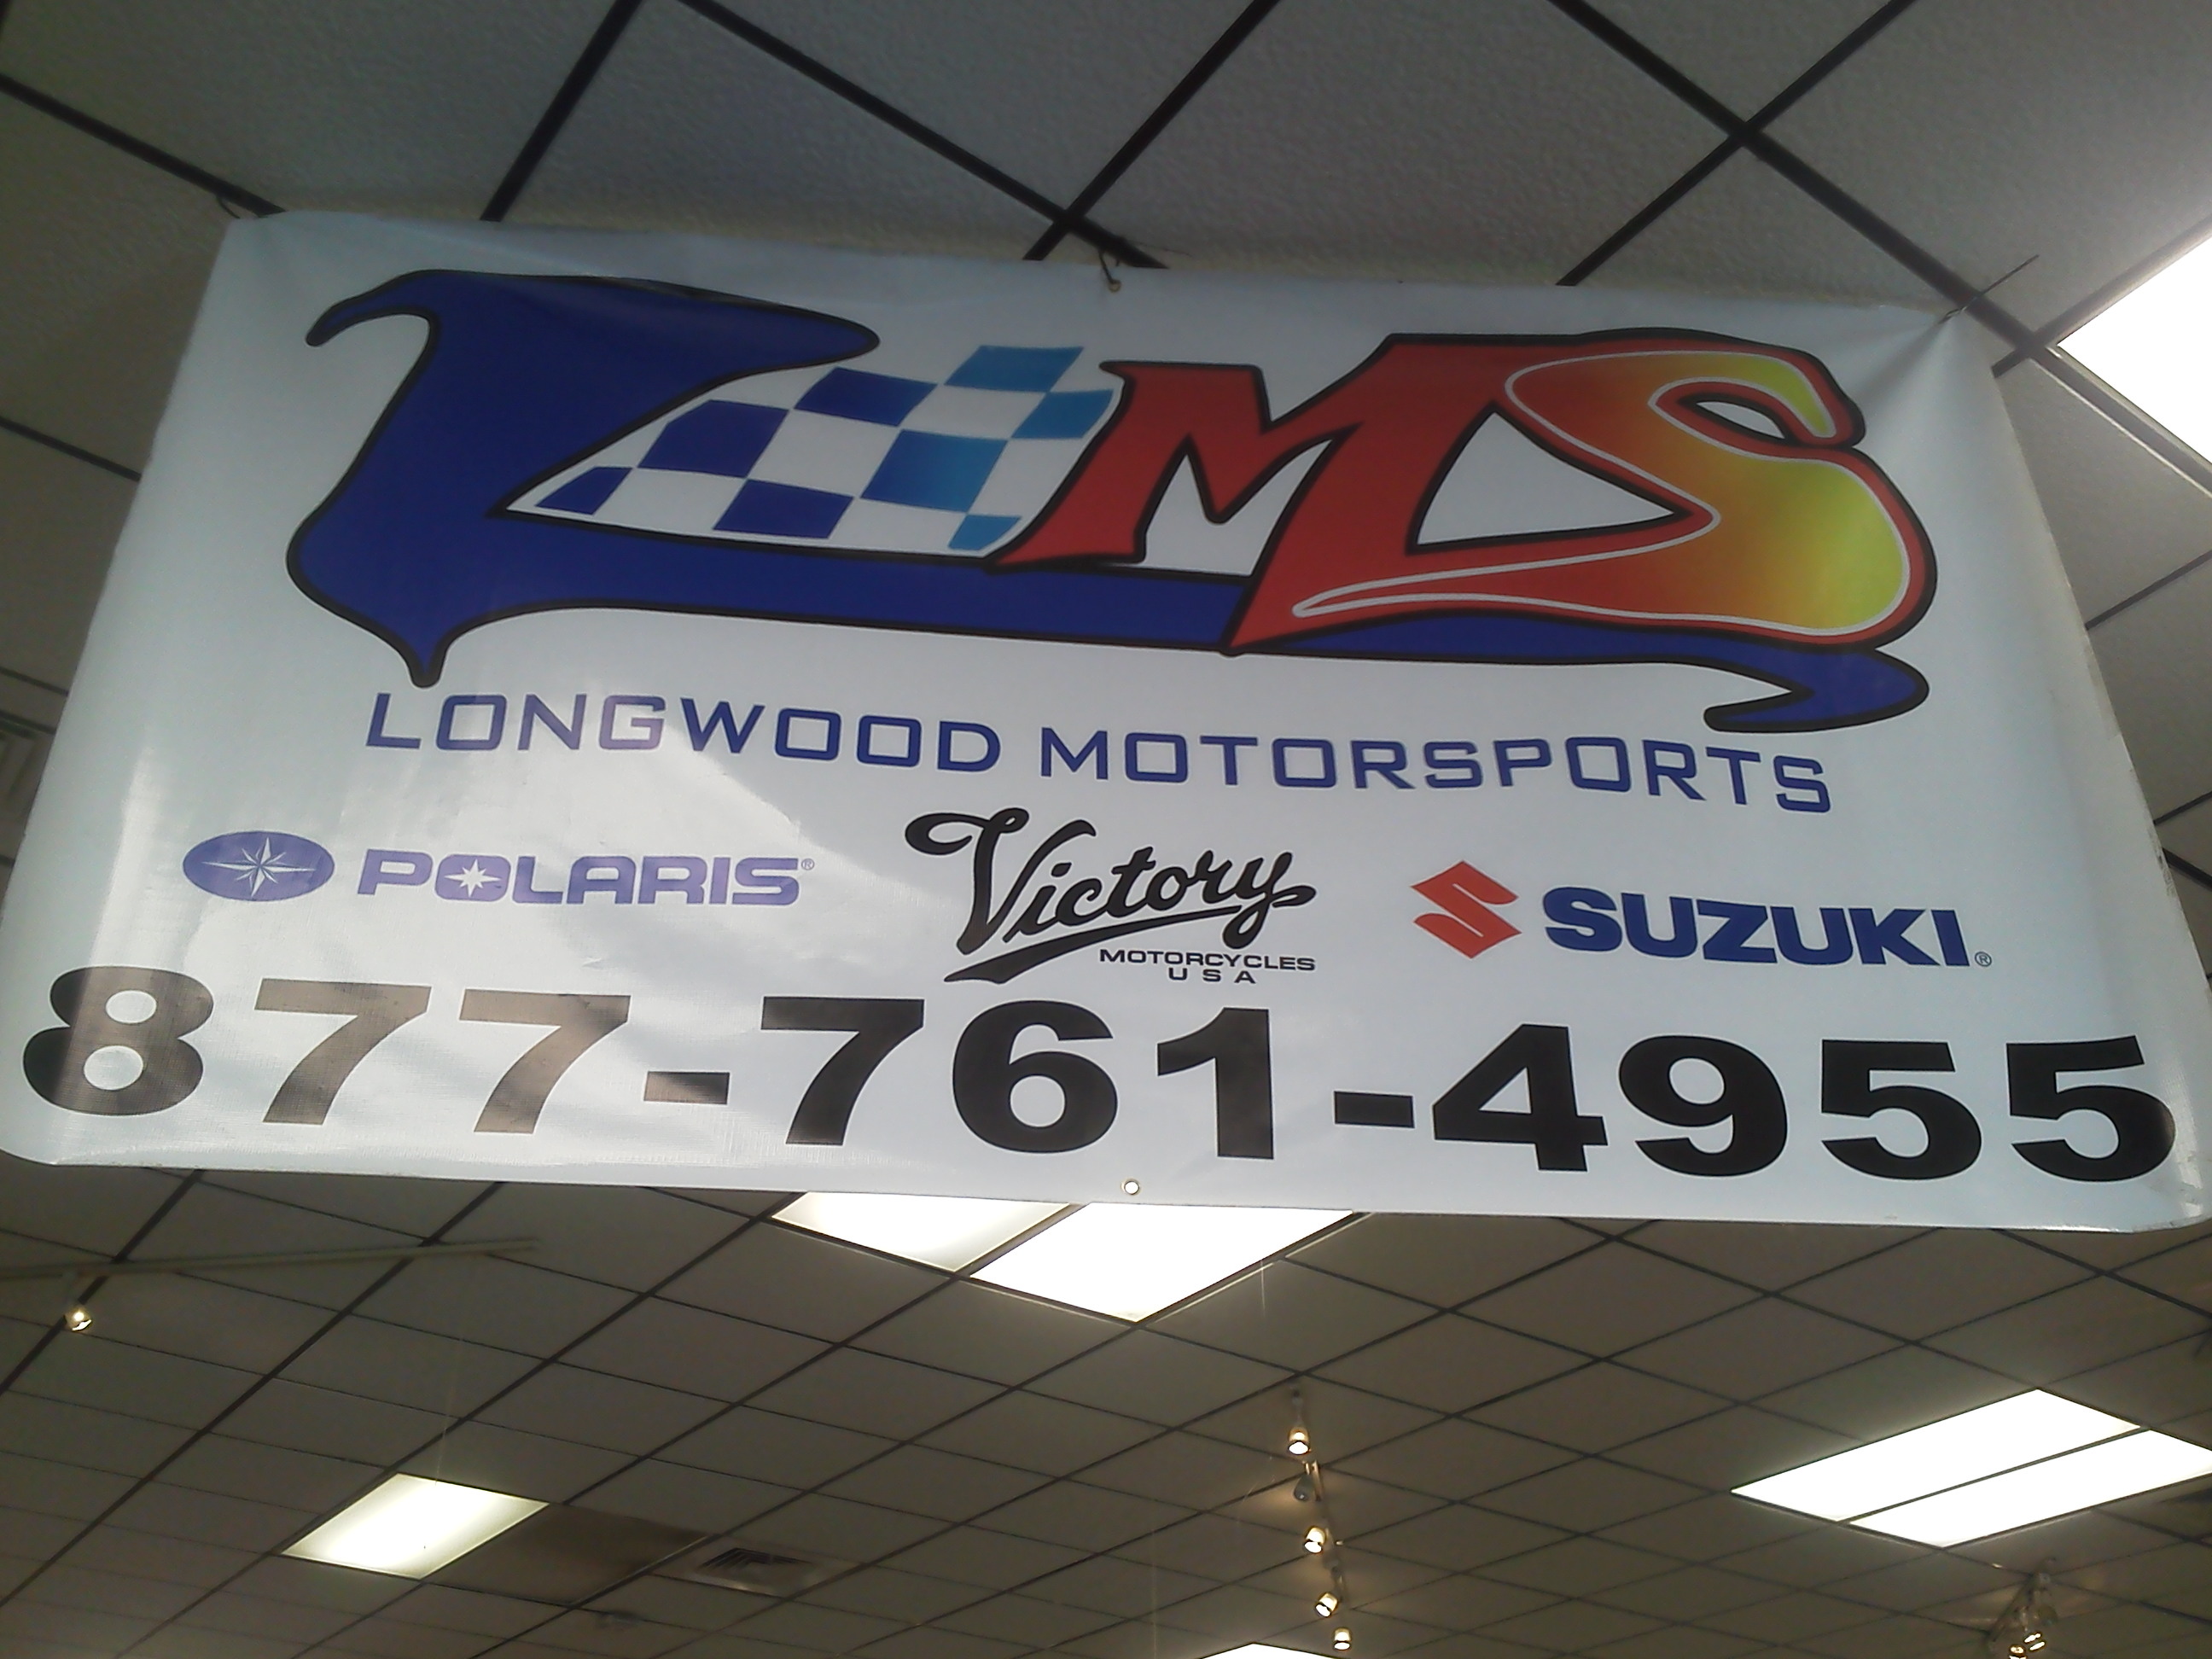 LMS
LONGWOOD MOTORSPORTS
POLARIS®
Victory
MOTORCYCLES
USA
SUZUKI®
877-761-4955